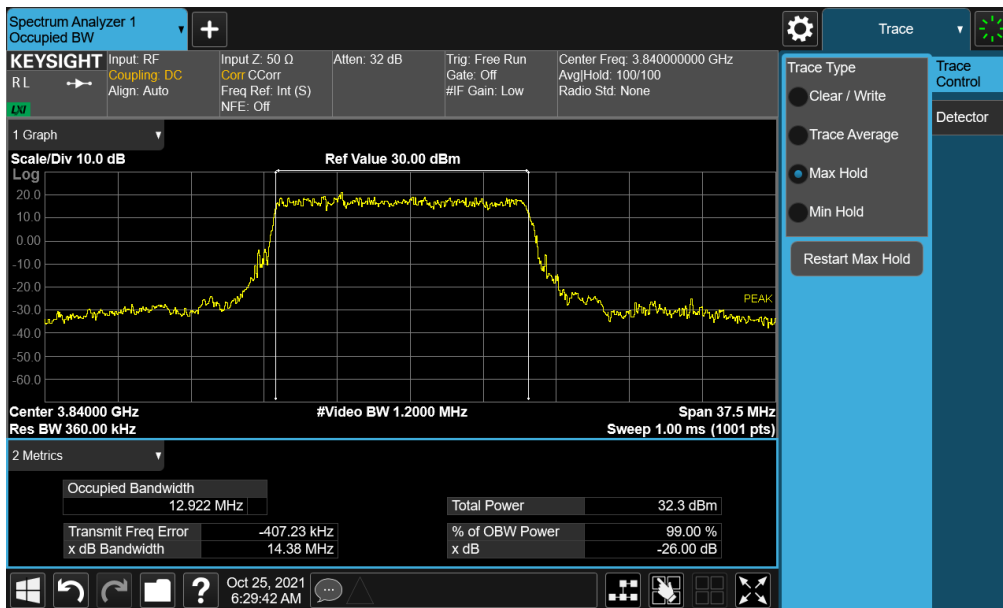 Spectrum Analyzer 1
Occupied BW
Trace
KEYSIGHT
R L
LXI
Input: RF
Coupling: DC
Align: Auto
Input Z: 50 Ω
Corr CCorr
Freq Ref: Int (S)
NFE: Off
Atten: 32 dB
Trig: Free Run
Gate: Off
#IF Gain: Low
Center Freq: 3.840000000 GHz
Avg|Hold: 100/100
Radio Std: None
Trace Type
Clear / Write
Trace Average
Max Hold
Min Hold
Restart Max Hold
Trace
Control
Detector
1 Graph
Scale/Div 10.0 dB
Ref Value 30.00 dBm
Log
20.0
10.0
0.00
-10.0
-20.0
-30.0
-40.0
-50.0
-60.0
PEAK
Center 3.84000 GHz
Res BW 360.00 kHz
#Video BW 1.2000 MHz
Span 37.5 MHz
Sweep 1.00 ms (1001 pts)
2 Metrics
Occupied Bandwidth
12.922 MHz
Transmit Freq Error -407.23 kHz
x dB Bandwidth 14.38 MHz
Total Power 32.3 dBm
% of OBW Power 99.00 %
x dB -26.00 dB
?
Oct 25, 2021
6:29:42 AM